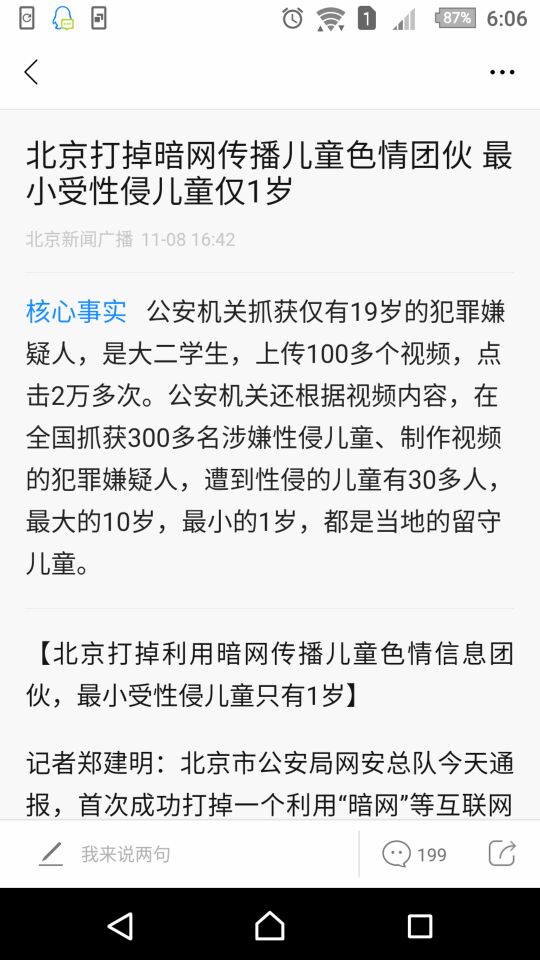 1 87% 6:06
北京打掉暗网传播儿童色情团伙 最
小受性侵儿童仅1岁
北京新闻广播 11-08 16:42
核心事实 公安机关抓获仅有19岁的犯罪嫌
疑人，是大二学生，上传100多个视频，点
击2万多次。公安机关还根据视频内容，在
全国抓获300多名涉嫌性侵儿童、制作视频
的犯罪嫌疑人，遭到性侵的儿童有30多人，
最大的10岁，最小的1岁，都是当地的留守
儿童。
【北京打掉利用暗网传播儿童色情信息团
伙，最小受性侵儿童只有1岁】
记者郑建明：北京市公安局网安总队今天通
报，首次成功打掉一个利用“暗网”等互联网
我来说两句 199